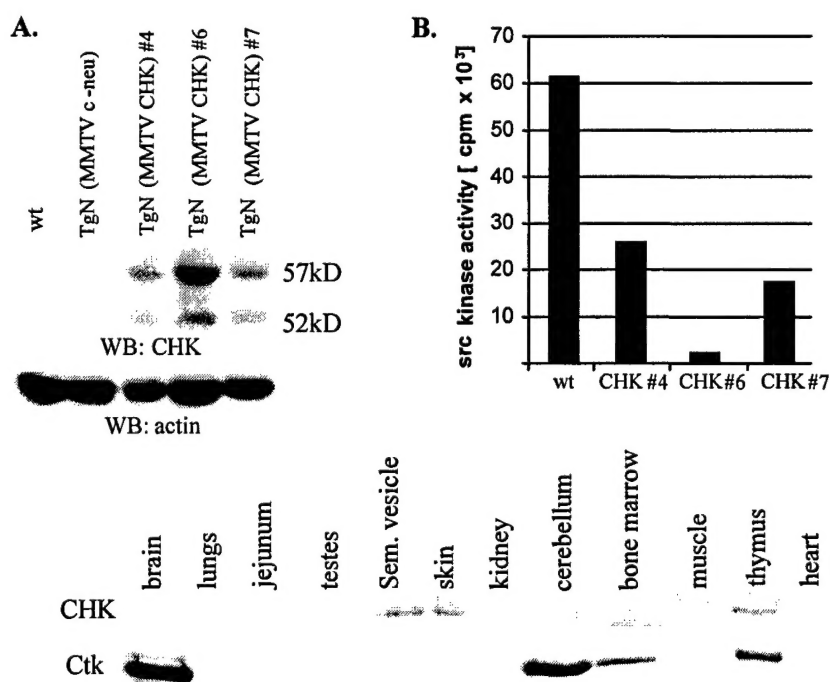 A.
wt
TgN (MMTV c-neu)
TgN (MMTV CHK) #4
TgN (MMTV CHK) #6
TgN (MMTV CHK) #7
57kD
52kD
WB: CHK
WB: actin
B.
src kinase activity [ cpm x 10³]
70
60
50
40
30
20
10
wt
CHK #4
CHK#6
CHK #7
brain
lungs
jejunum
testes
Sem. vesicle
skin
kidney
cerebellum
bone marrow
muscle
thymus
heart
CHK
Ctk